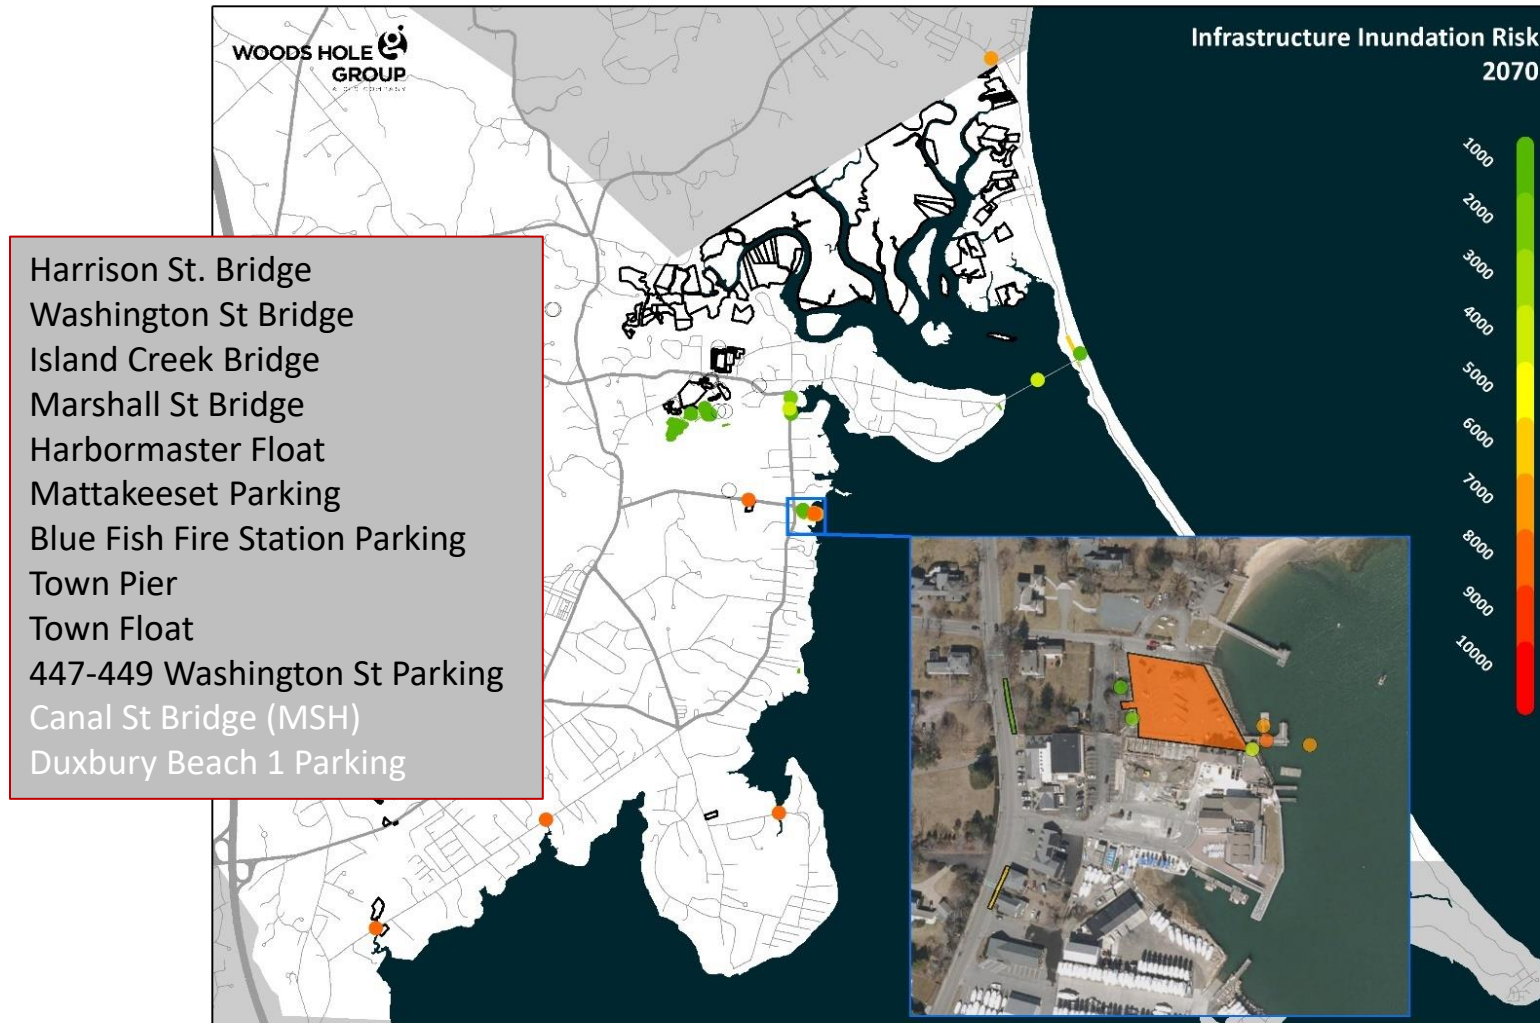 WOODS HOLE
GROUP
Infrastructure Inundation Risk
2070
1000
2000
3000
4000
5000
6000
7000
8000
9000
10000
Harrison St. Bridge
Washington St Bridge
Island Creek Bridge
Marshall St Bridge
Harbormaster Float
Mattakeeset Parking
Blue Fish Fire Station Parking
Town Pier
Town Float
447-449 Washington St Parking
Canal St Bridge (MSH)
Duxbury Beach 1 Parking